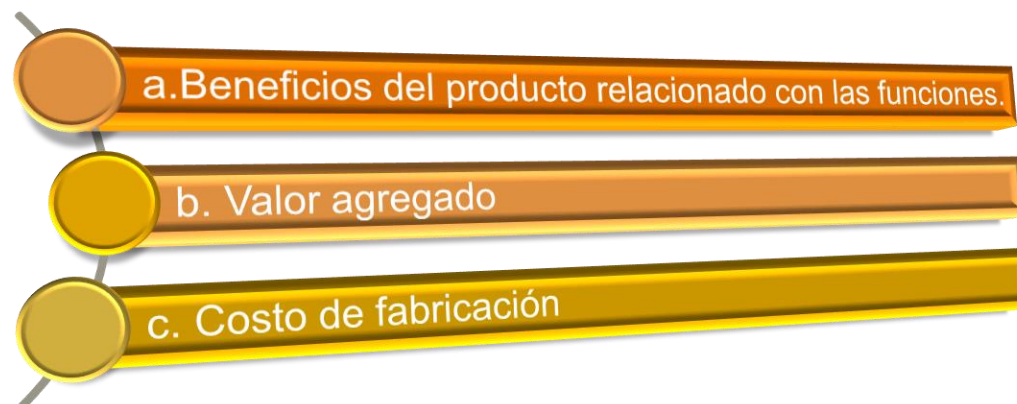 a.Beneficios del producto relacionado con las funciones.
b. Valor agregado
c. Costo de fabricación